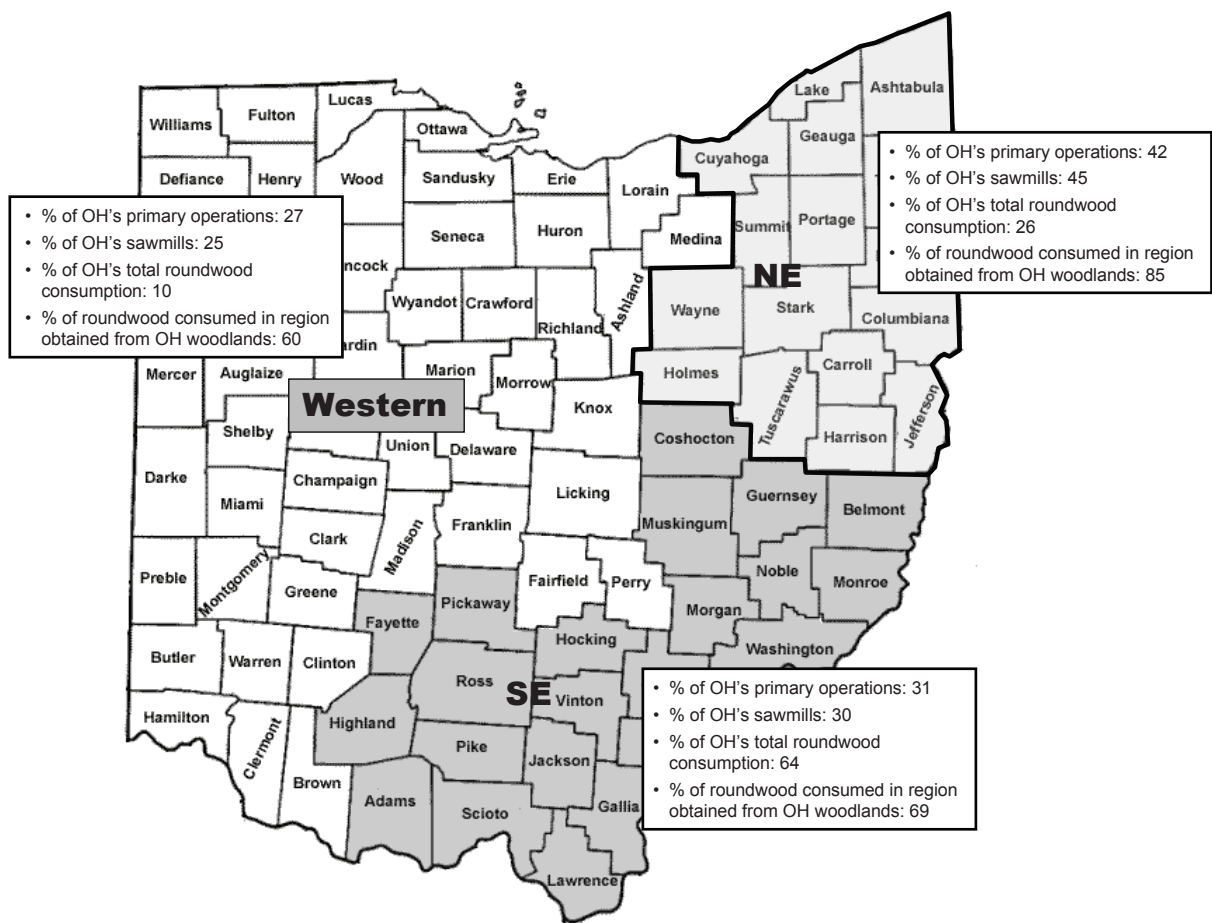 Ashtabula
Lake
Geauga
Cuyahoga
Lucas
Fulton
Williams
Ottawa
Defiance
Henry
Wood
Sandusky
Erie
Lorain
Summit
Portage
Medina
Seneca
Huron
• % of OH's primary operations: 42
• % of OH's sawmills: 45
• % of OH's total roundwood
consumption: 26
• % of roundwood consumed in region
obtained from OH woodlands: 85
• % of OH's primary operations: 27
• % of OH's sawmills: 25
• % of OH's total roundwood
consumption: 10
• % of roundwood consumed in region
obtained from OH woodlands: 60
ncock
Wyandot
Crawford
Richland
Ashland
NE
Wayne
Stark
Columbiana
ardin
Mercer
Auglaize
Marion
Morrow
Holmes
Carroll
Tuscarawus
Jefferson
Harrison
Western
Knox
Coshocton
Shelby
Union
Delaware
Darke
Champaign
Licking
Guernsey
Belmont
Miami
Muskingum
Clark
Madison
Franklin
Preble
Montgomery
Greene
Fairfield
Perry
Noble
Monroe
Pickaway
Morgan
Fayette
Hocking
Washington
Butler
Warren
Clinton
Ross
SE
Vinton
Hamilton
Clermont
Highland
Pike
Jackson
Brown
Adams
Scioto
Gallia
Lawrence
• % of OH's primary operations: 31
• % of OH's sawmills: 30
• % of OH's total roundwood
consumption: 64
• % of roundwood consumed in region
obtained from OH woodlands: 69